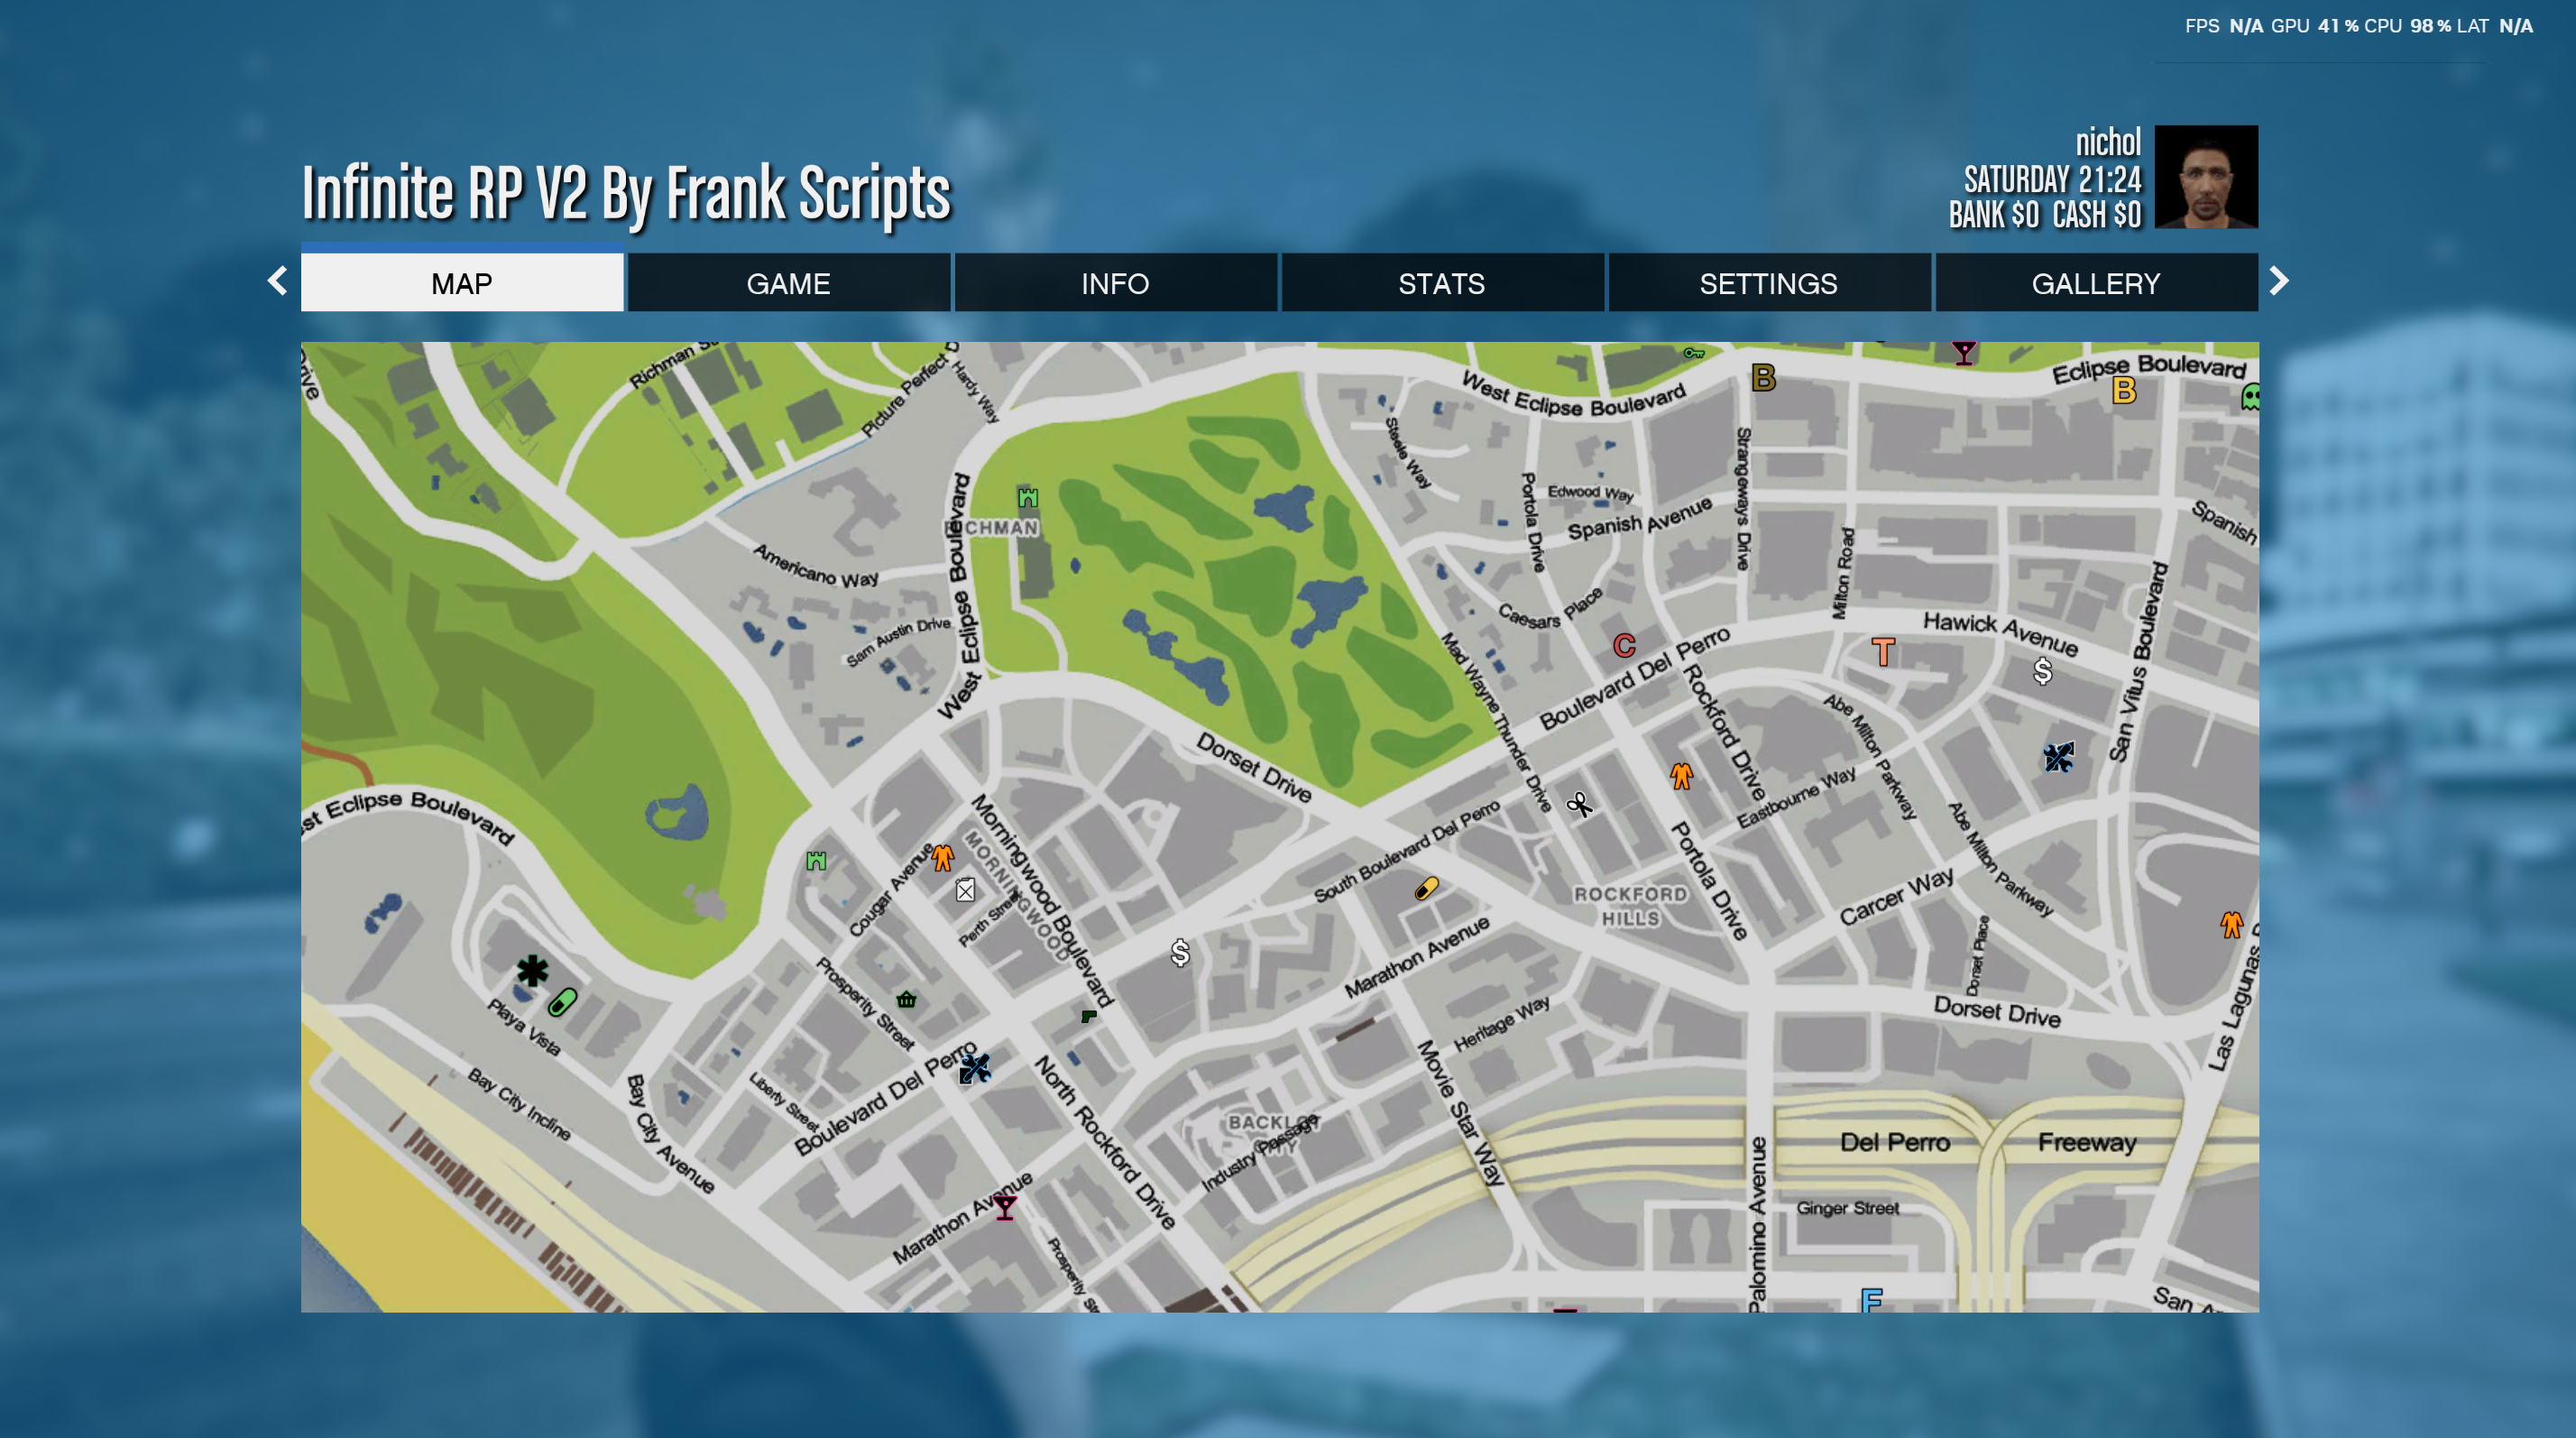 FPS N/A GPU 41 % CPU 98 % LAT N/A
nichol
Infinite RP V2 By Frank Scripts
SATURDAY 21:24
BANK $0 CASH $0
MAP
GAME
INFO
STATS
SETTINGS
GALLERY
Drive
Richman
Picture Perfect D
Hardy Way
West Eclipse Boulevard
B
Eclipse Boulevard
B
Steele Way
Strangeways Drive
West Eclipse Boulevard
Portola Drive
Edwood Way
Spanish Avenue
Spanish
Americano Way
Milton Road
San Vitus Boulevard
Sam Austin Drive
Caesars Place
Hawick Avenue
C
T
$
Boulevard Del Perro
Mad Wayne Thunder Drive
Rockford Drive
Abe Milton Parkway
Dorset Drive
Eastbourne Way
st Eclipse Boulevard
Morningwood Boulevard
MORNINGWOOD
South Boulevard Del Perro
Portola Drive
Abe Milton Parkway
Cougar Avenue
Perth Street
ROCKFORD
HILLS
Carcer Way
$
Marathon Avenue
Dorset Place
Las Lagunas
Prosperity Street
Playa Vista
Heritage Way
Dorset Drive
Boulevard Del Perro
Bay City Incline
Liberty Street
North Rockford Drive
Movie Star Way
Bay City Avenue
Industry Passage
Del Perro
Freeway
Palomino Avenue
Marathon Avenue
Ginger Street
Prosperity
F
San